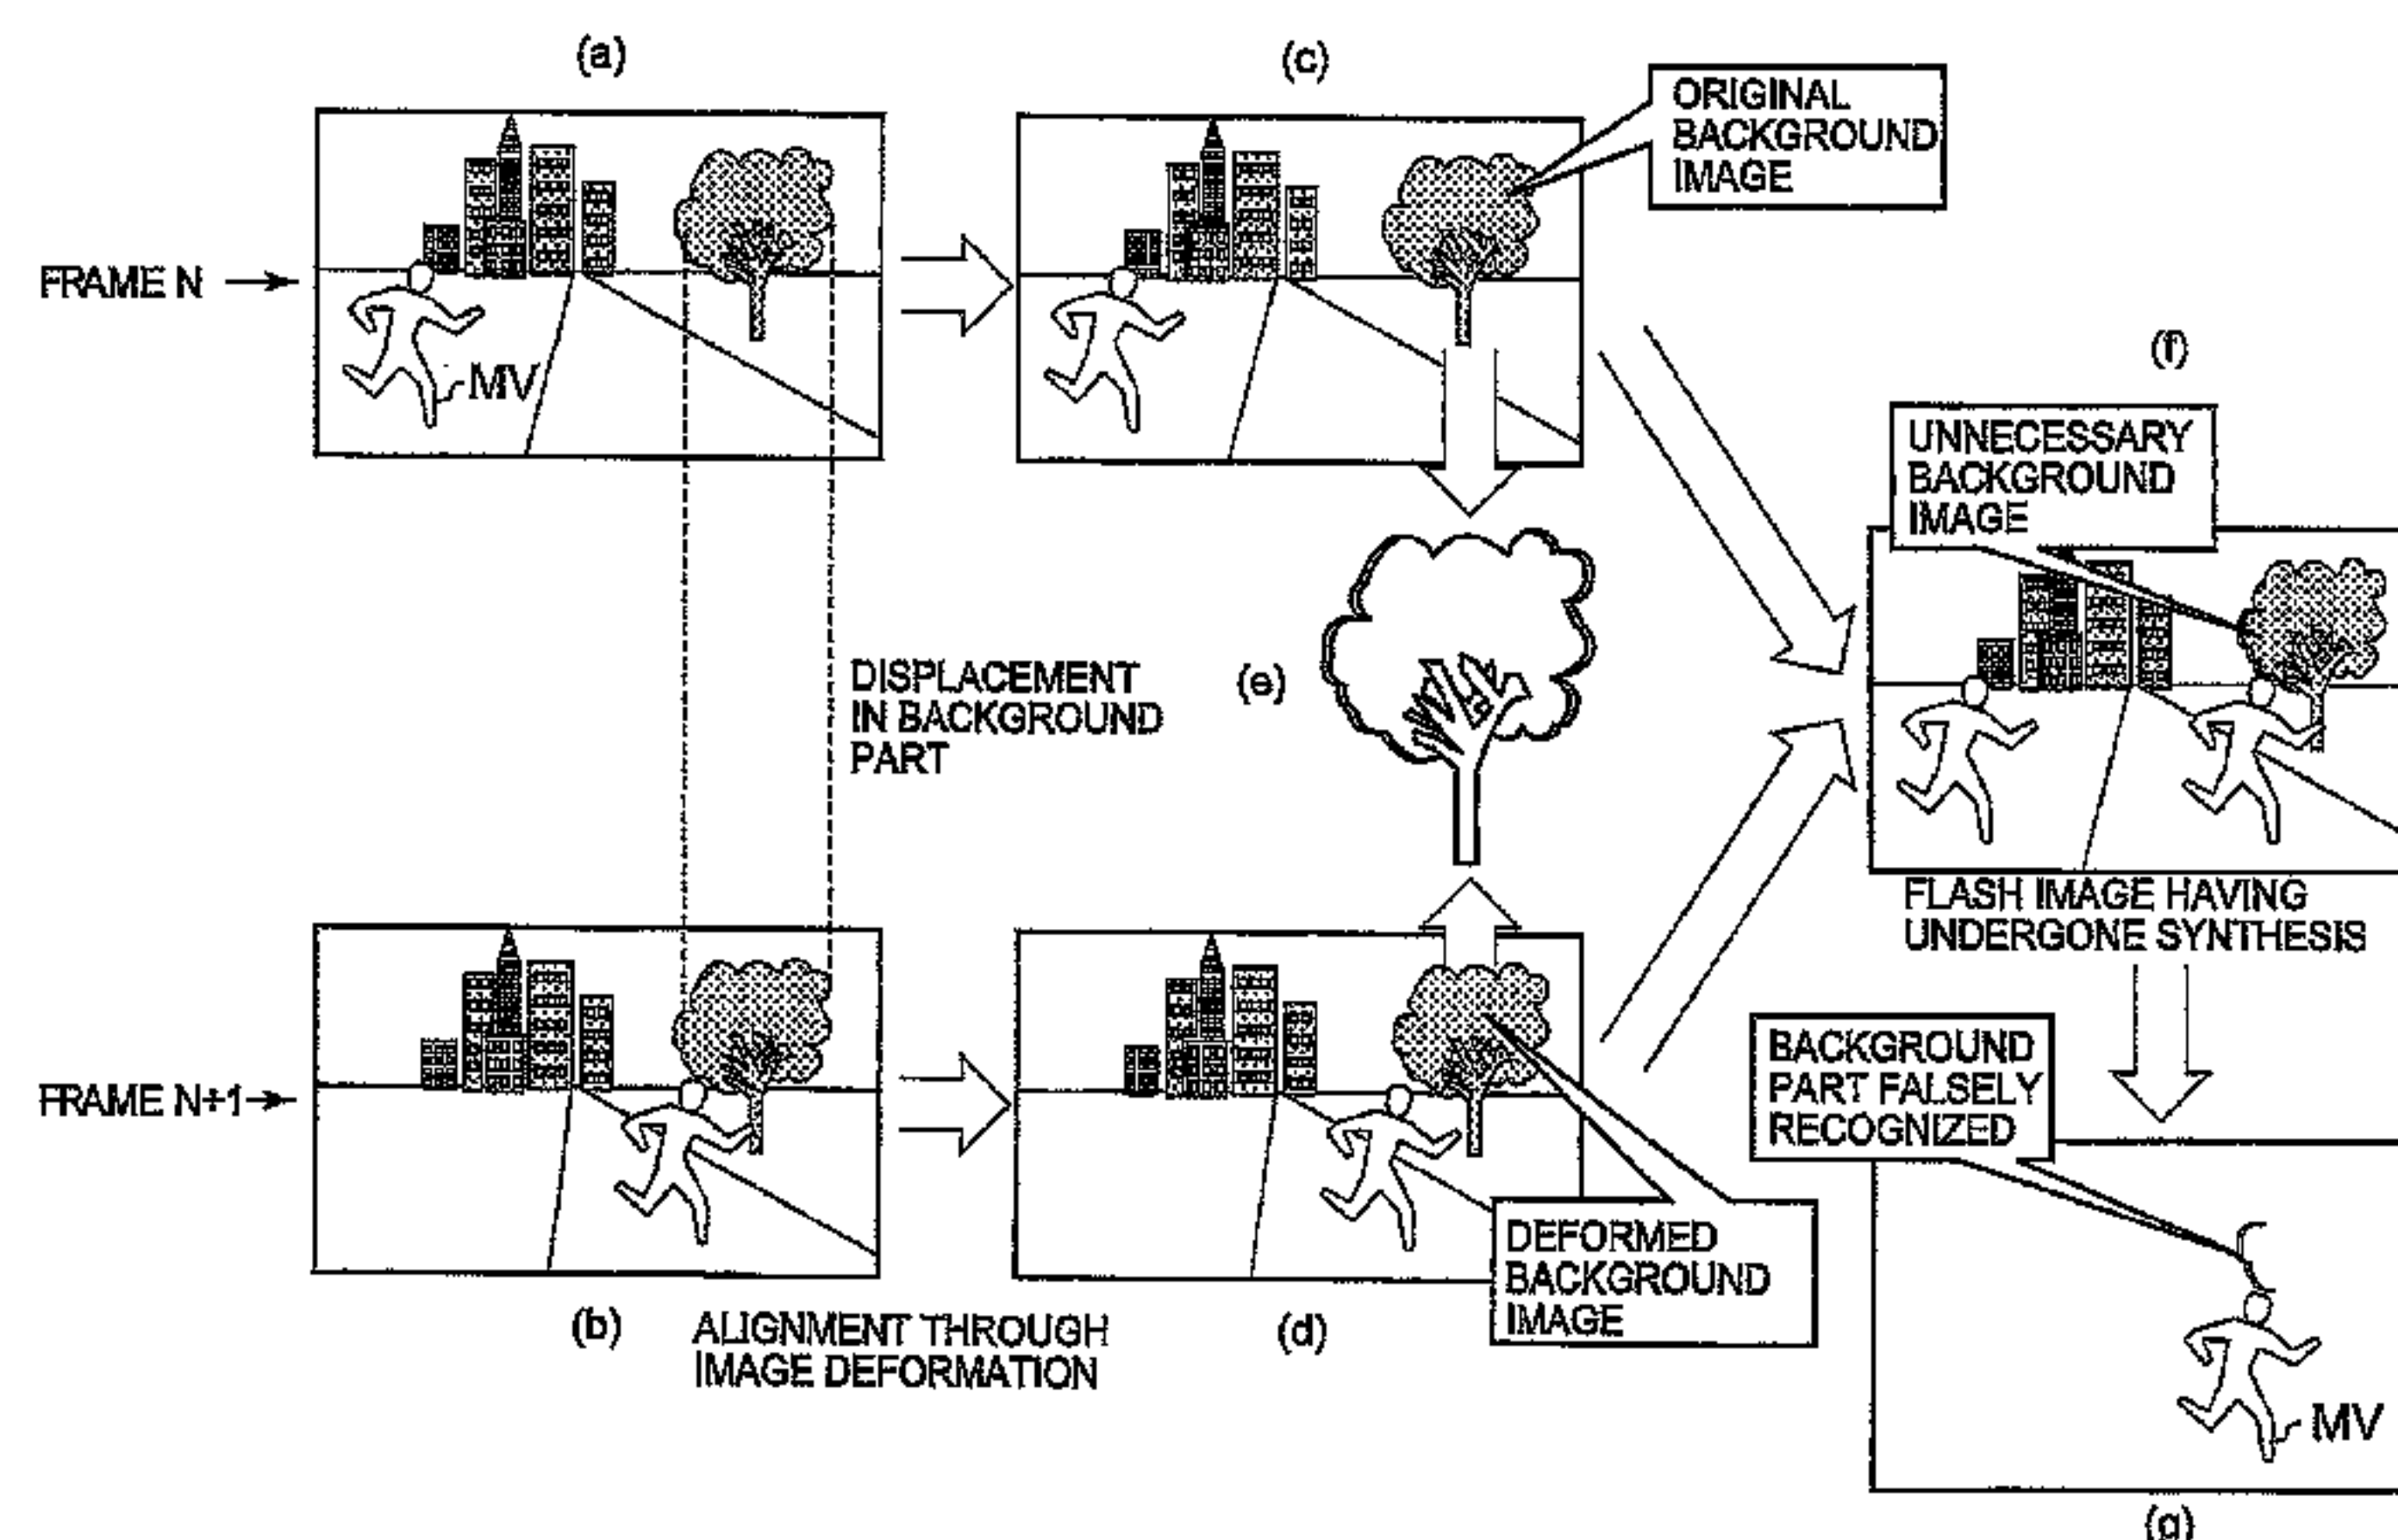 (a)
(c)
ORIGINAL
BACKGROUND
IMAGE
FRAME N
MV
(f)
UNNECESSARY
BACKGROUND
IMAGE
DISPLACEMENT
IN BACKGROUND
PART
(e)
FLASH IMAGE HAVING
UNDERGONE SYNTHESIS
FRAME N+1
BACKGROUND
PART FALSELY
RECOGNIZED
DEFORMED
BACKGROUND
IMAGE
(b)
ALIGNMENT THROUGH
IMAGE DEFORMATION
(d)
MV
(g)